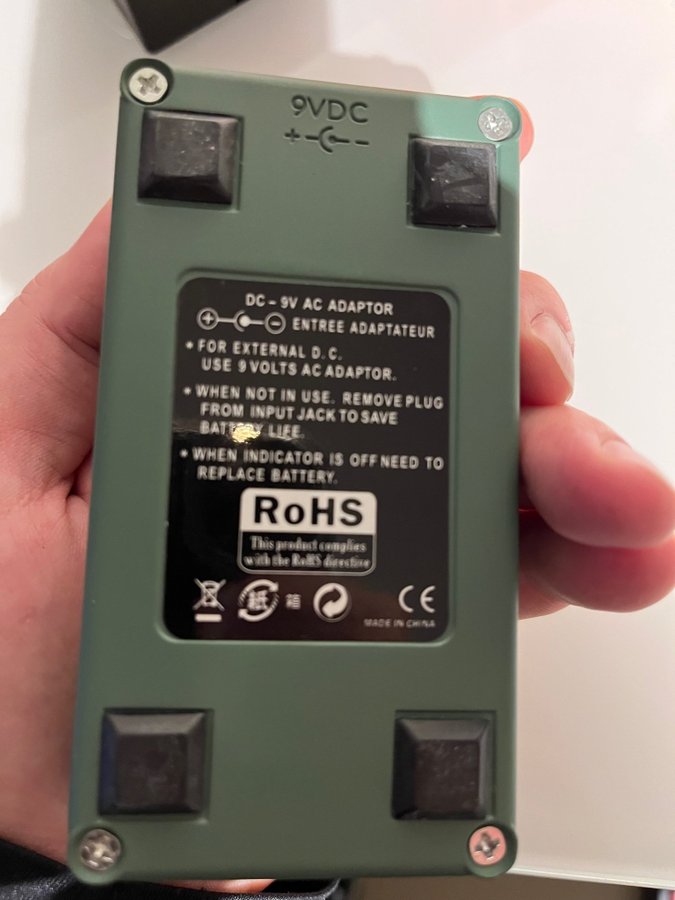 9VDC
+ -
DC - 9V AC ADAPTOR
+ - ENTREE ADAPTATEUR
* FOR EXTERNAL D. C.
USE 9 VOLTS AC ADAPTOR.
* WHEN NOT IN USE. REMOVE PLUG
FROM INPUT JACK TO SAVE
BATTERY LIFE.
* WHEN INDICATOR IS OFF NEED TO
REPLACE BATTERY.
RoHS
This product complies
with the RoHS directive
紙 箱 CE
MADE IN CHINA